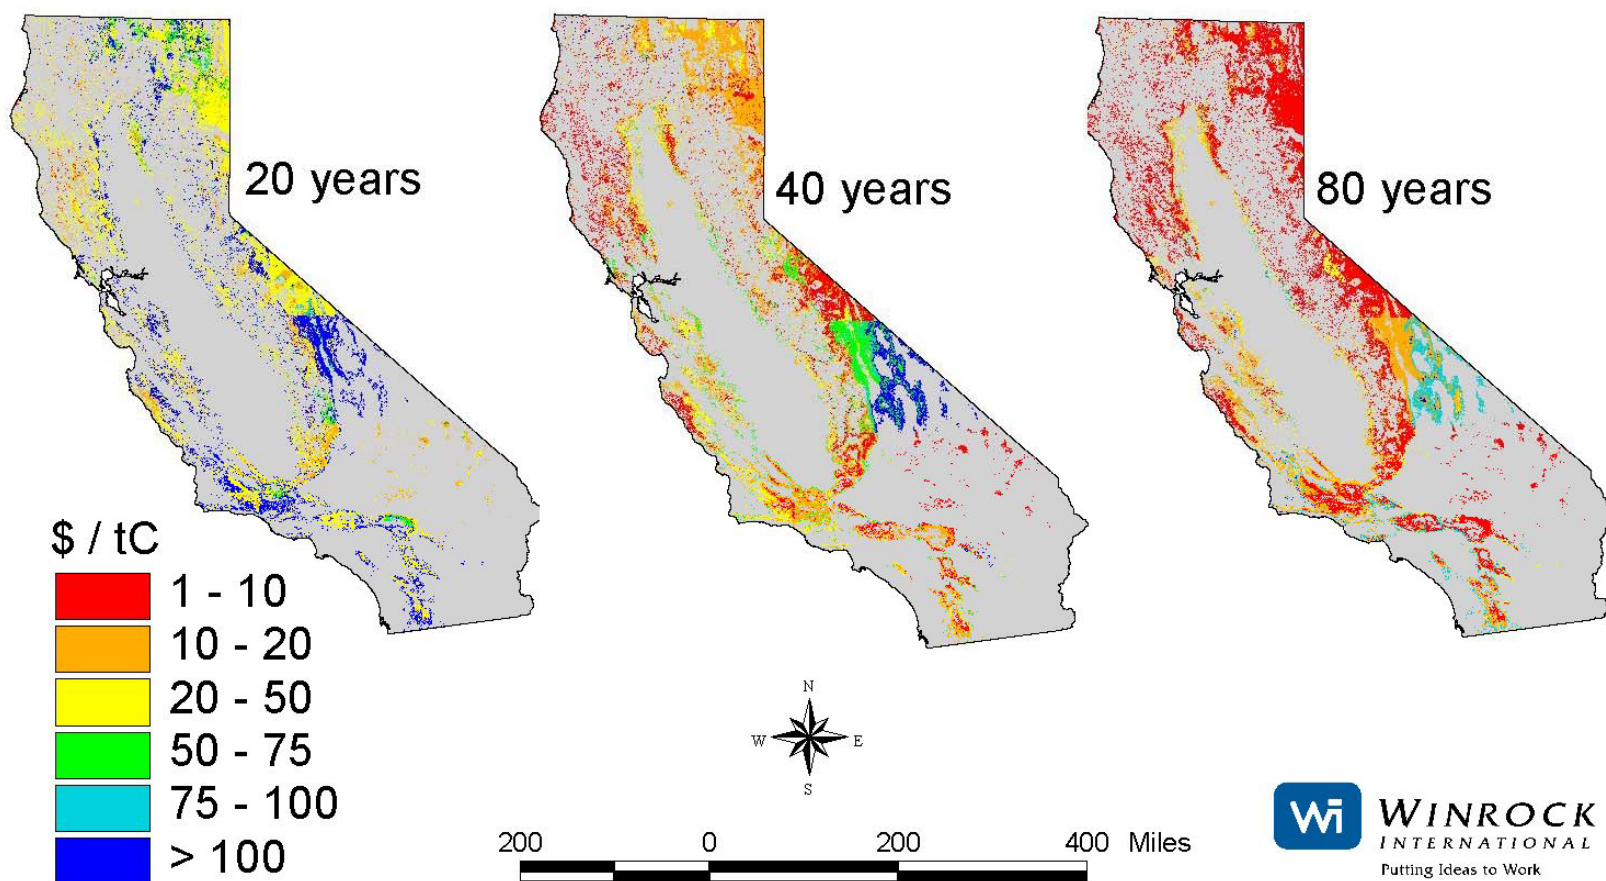 20 years
40 years
80 years
$ / tC
1 - 10
10 - 20
20 - 50
50 - 75
75 - 100
> 100
N
W E
S
200 0 200 400 Miles
Wi WINROCK
INTERNATIONAL
Putting Ideas to Work